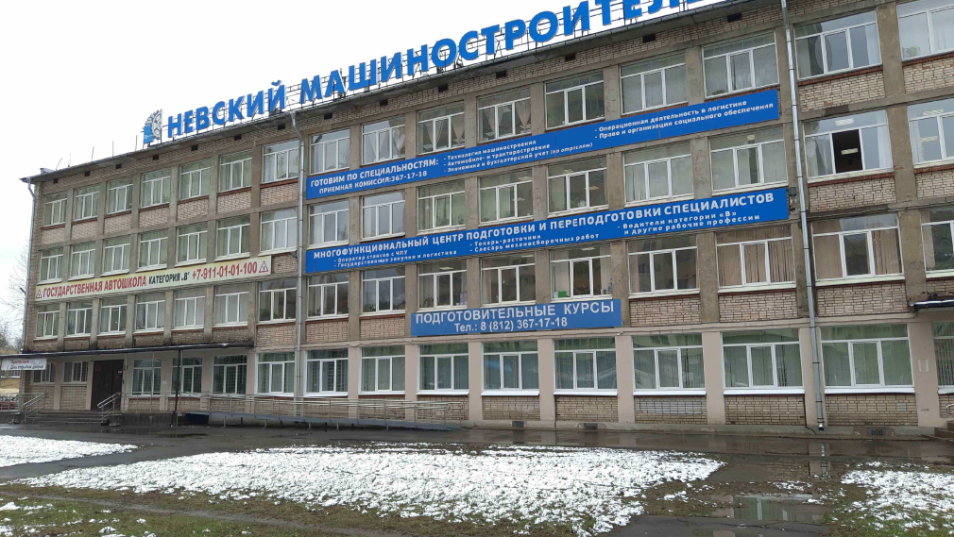 НЕВСКИЙ МАШИНОСТРОИТЕЛ
ГОТОВИМ ПО СПЕЦИАЛЬНОСТЯМ:
ПРИЕМНАЯ КОМИССИЯ:367-17-18
- Технология машиностроения
- Автомобиле- и тракторостроение
- Экономика и бухгалтерский учет (по отраслям)
- Операционная деятельность в логистике
- Право и организация социального обеспечения
МНОГОФУНКЦИОНАЛЬНЫЙ ЦЕНТР ПОДГОТОВКИ И ПЕРЕПОДГОТОВКИ СПЕЦИАЛИСТОВ
- Оператор станков с ЧПУ
- Государственные закупки и логистика
- Токарь-расточник
- Слесарь механосборочных работ
- Водители категории «В»
и другие рабочие профессии
ГОСУДАРСТВЕННАЯ АВТОШКОЛА КАТЕГОРИЯ „В" +7-911-01-01-100
ПОДГОТОВИТЕЛЬНЫЕ КУРСЫ
Тел.: 8 (812) 367-17-18